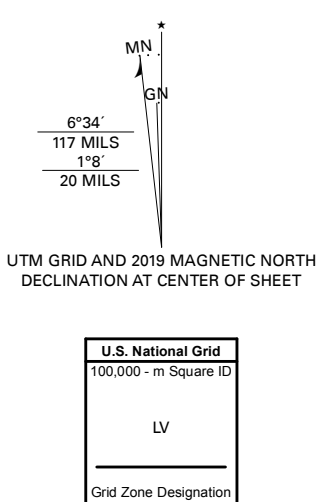 ★
MN
GN
6°34´
117 MILS
1°8´
20 MILS
UTM GRID AND 2019 MAGNETIC NORTH
DECLINATION AT CENTER OF SHEET
U.S. National Grid
100,000 - m Square ID
LV
Grid Zone Designation